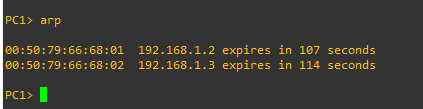 PC1> arp
00:50:79:66:68:01  192.168.1.2 expires in 107 seconds
00:50:79:66:68:02  192.168.1.3 expires in 114 seconds
PC1>